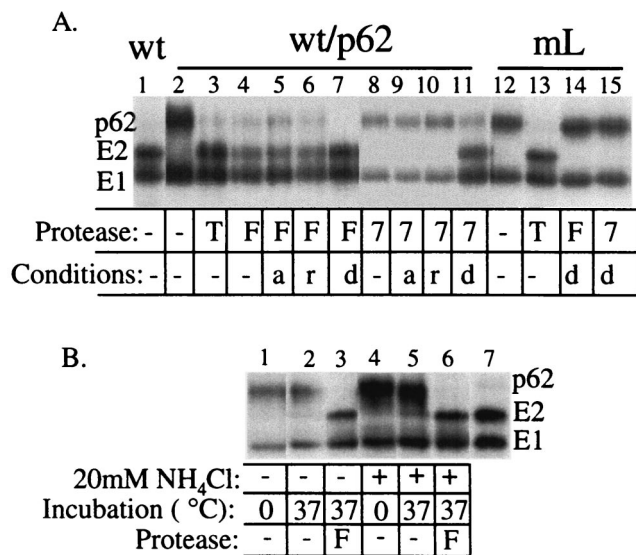 A.
wt wt/p62 mL
1 2 3 4 5 6 7 8 9 10 11 12 13 14 15
p62
E2
E1
Protease: - - T F F F F 7 7 7 7 - T F 7
Conditions: - - - - a r d - a r d - - d d
B.
1 2 3 4 5 6 7
p62
E2
E1
20mM NH₄Cl: - - - + + +
Incubation ( °C): 0 37 37 0 37 37
Protease: - - F - - F